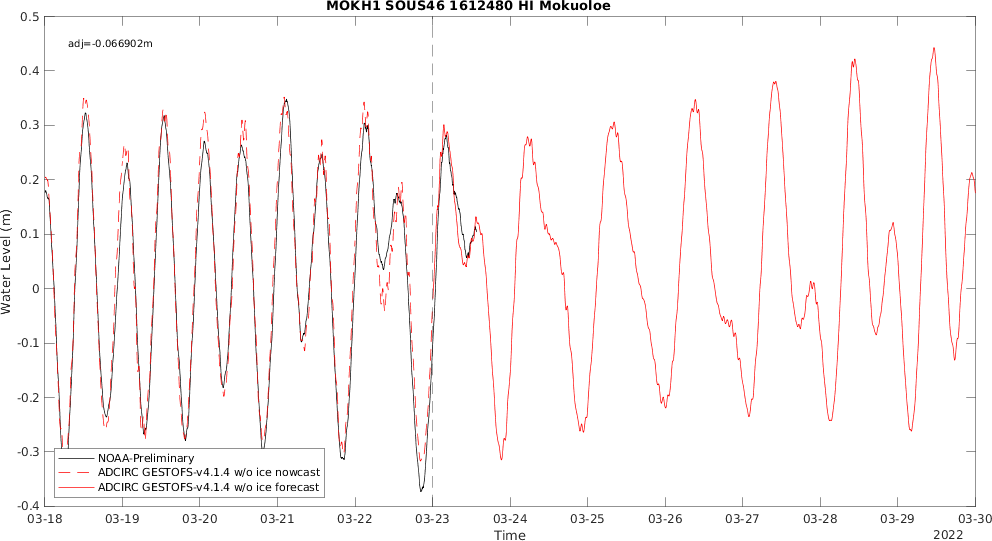 MOKH1 SOUS46 1612480 HI Mokuoloe
adj=-0.066902m
0.5
0.4
0.3
0.2
0.1
0
-0.1
-0.2
-0.3
-0.4
Water Level (m)
NOAA-Preliminary
ADCIRC GESTOFS-v4.1.4 w/o ice nowcast
ADCIRC GESTOFS-v4.1.4 w/o ice forecast
03-18 03-19 03-20 03-21 03-22 03-23 03-24 03-25 03-26 03-27 03-28 03-29 03-30
Time
2022